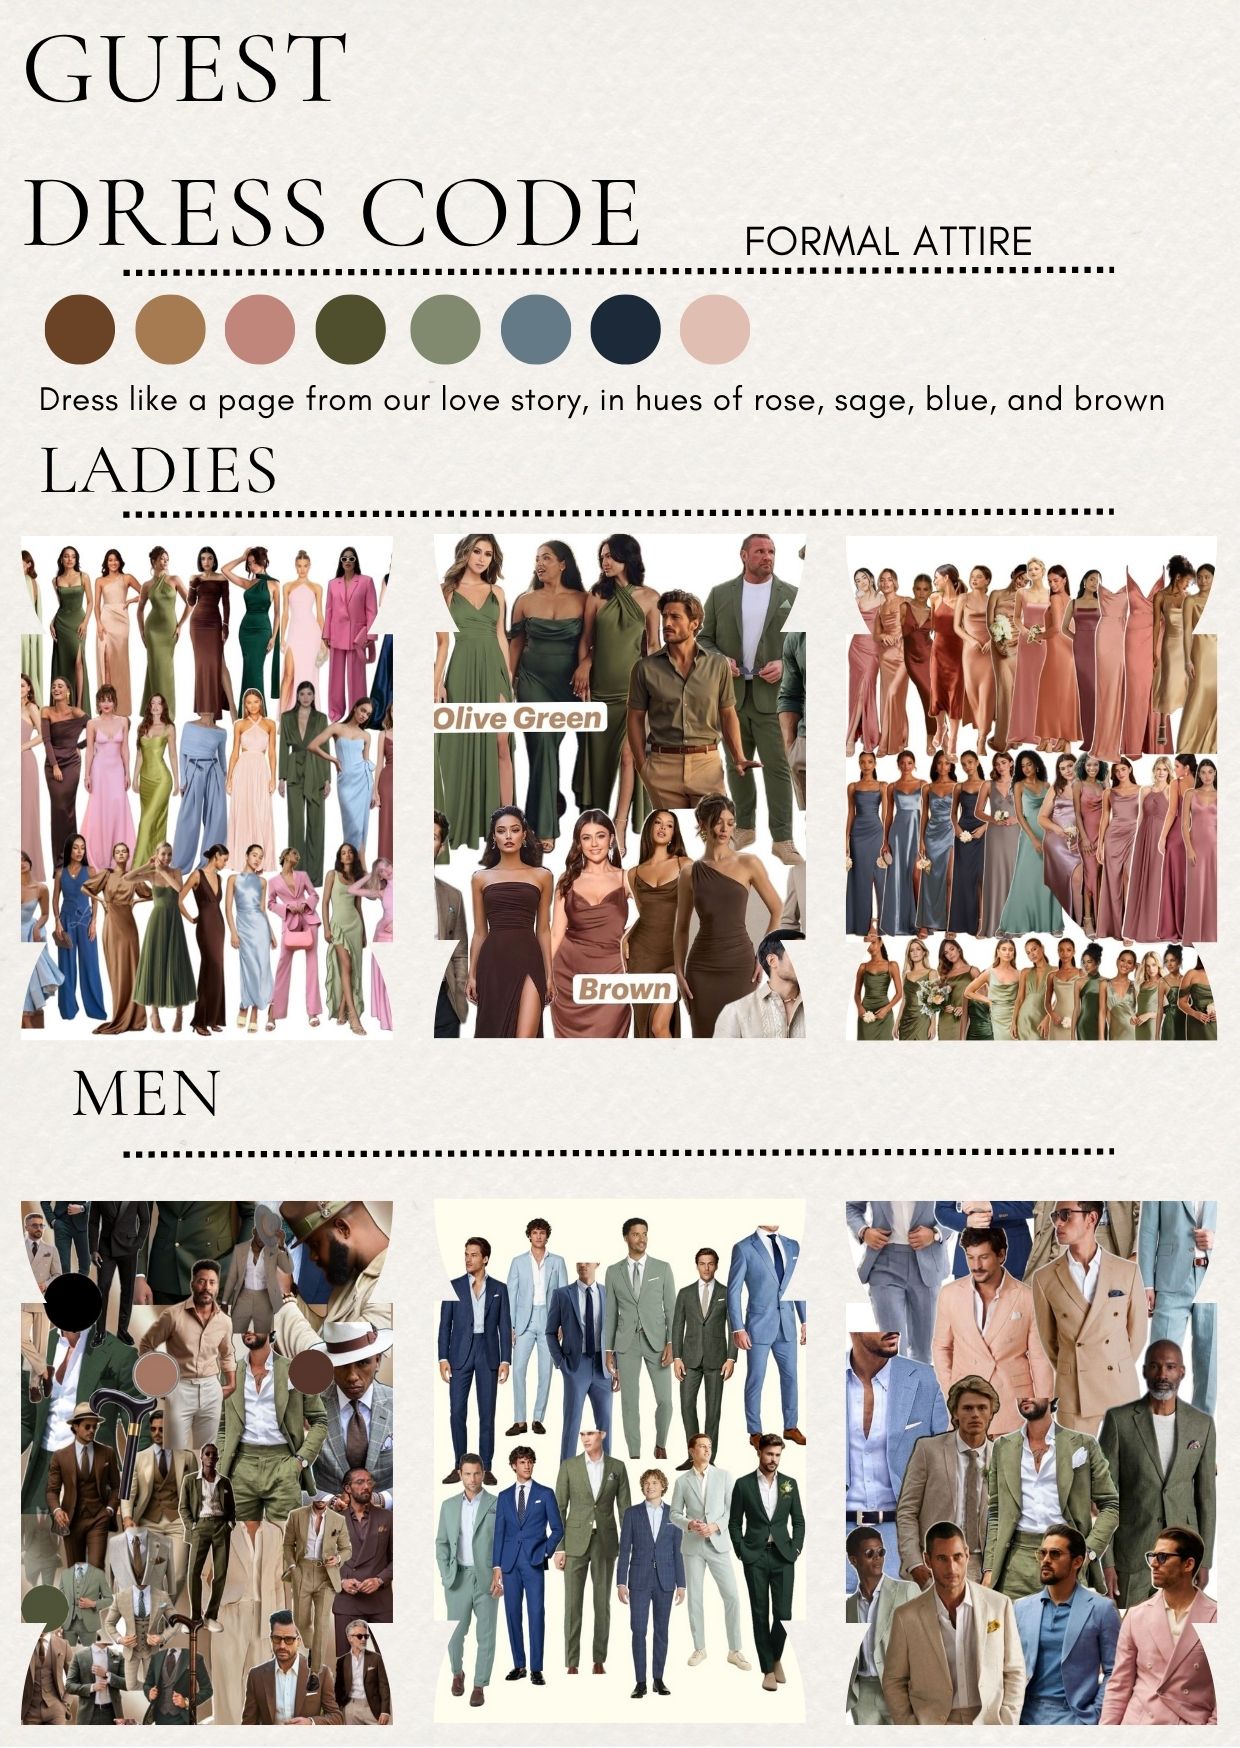 GUEST
DRESS CODE
FORMAL ATTIRE
Dress like a page from our love story, in hues of rose, sage, blue, and brown
LADIES
Olive Green
Brown
MEN